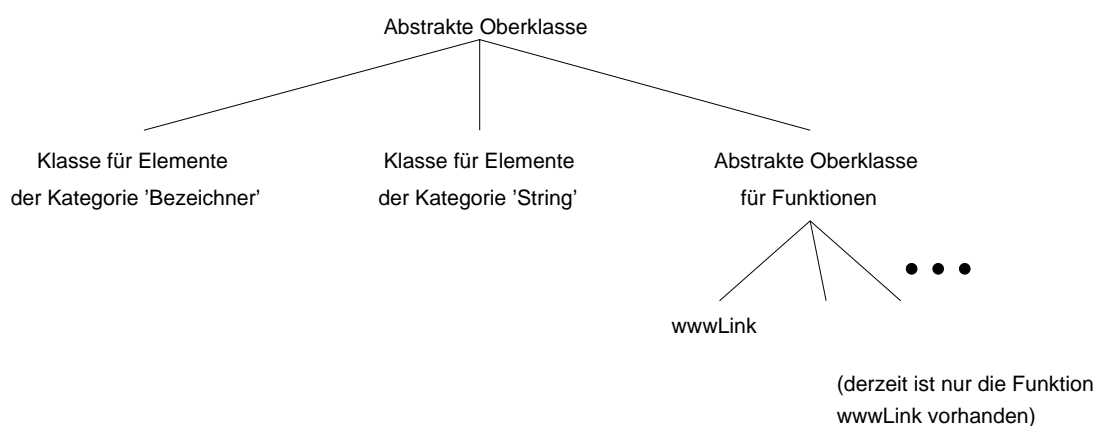 Abstrakte Oberklasse
Klasse für Elemente
der Kategorie ’Bezeichner’
Klasse für Elemente
der Kategorie ’String’
Abstrakte Oberklasse
für Funktionen
wwwLink
(derzeit ist nur die Funktion
wwwLink vorhanden)